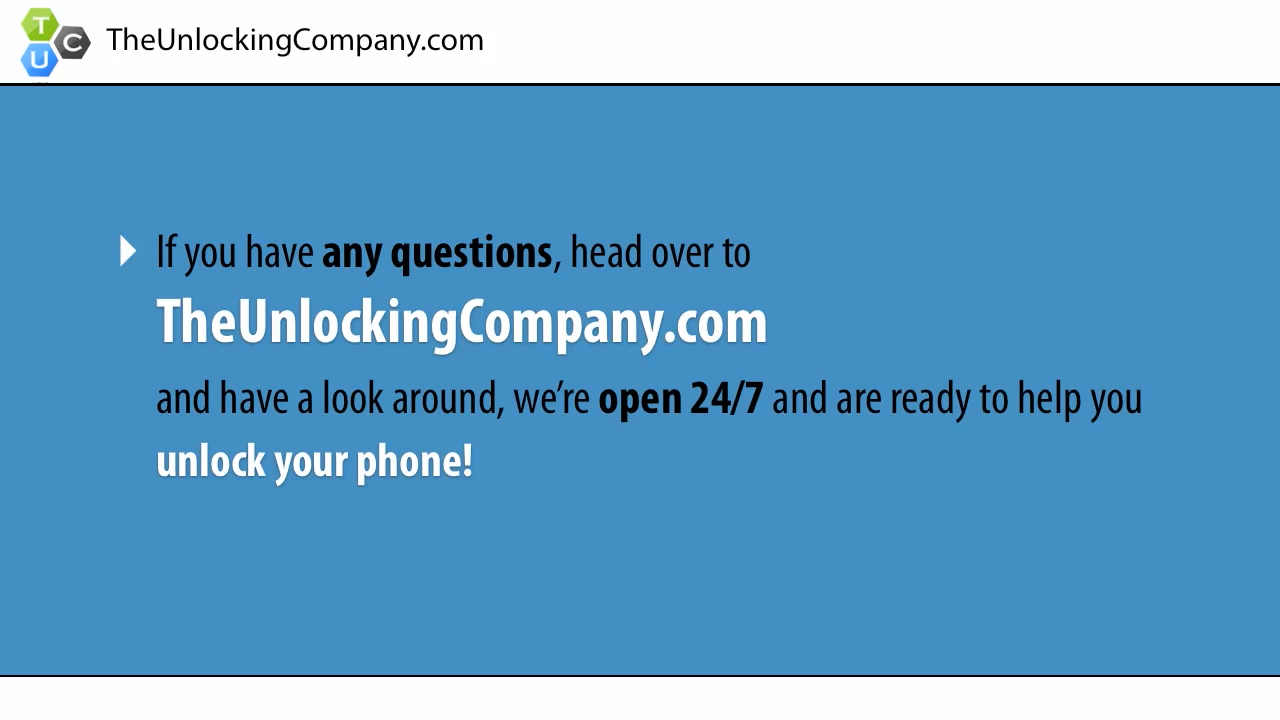 T
C
U
TheUnlockingCompany.com
If you have any questions, head over to
TheUnlockingCompany.com
and have a look around, we’re open 24/7 and are ready to help you
unlock your phone!